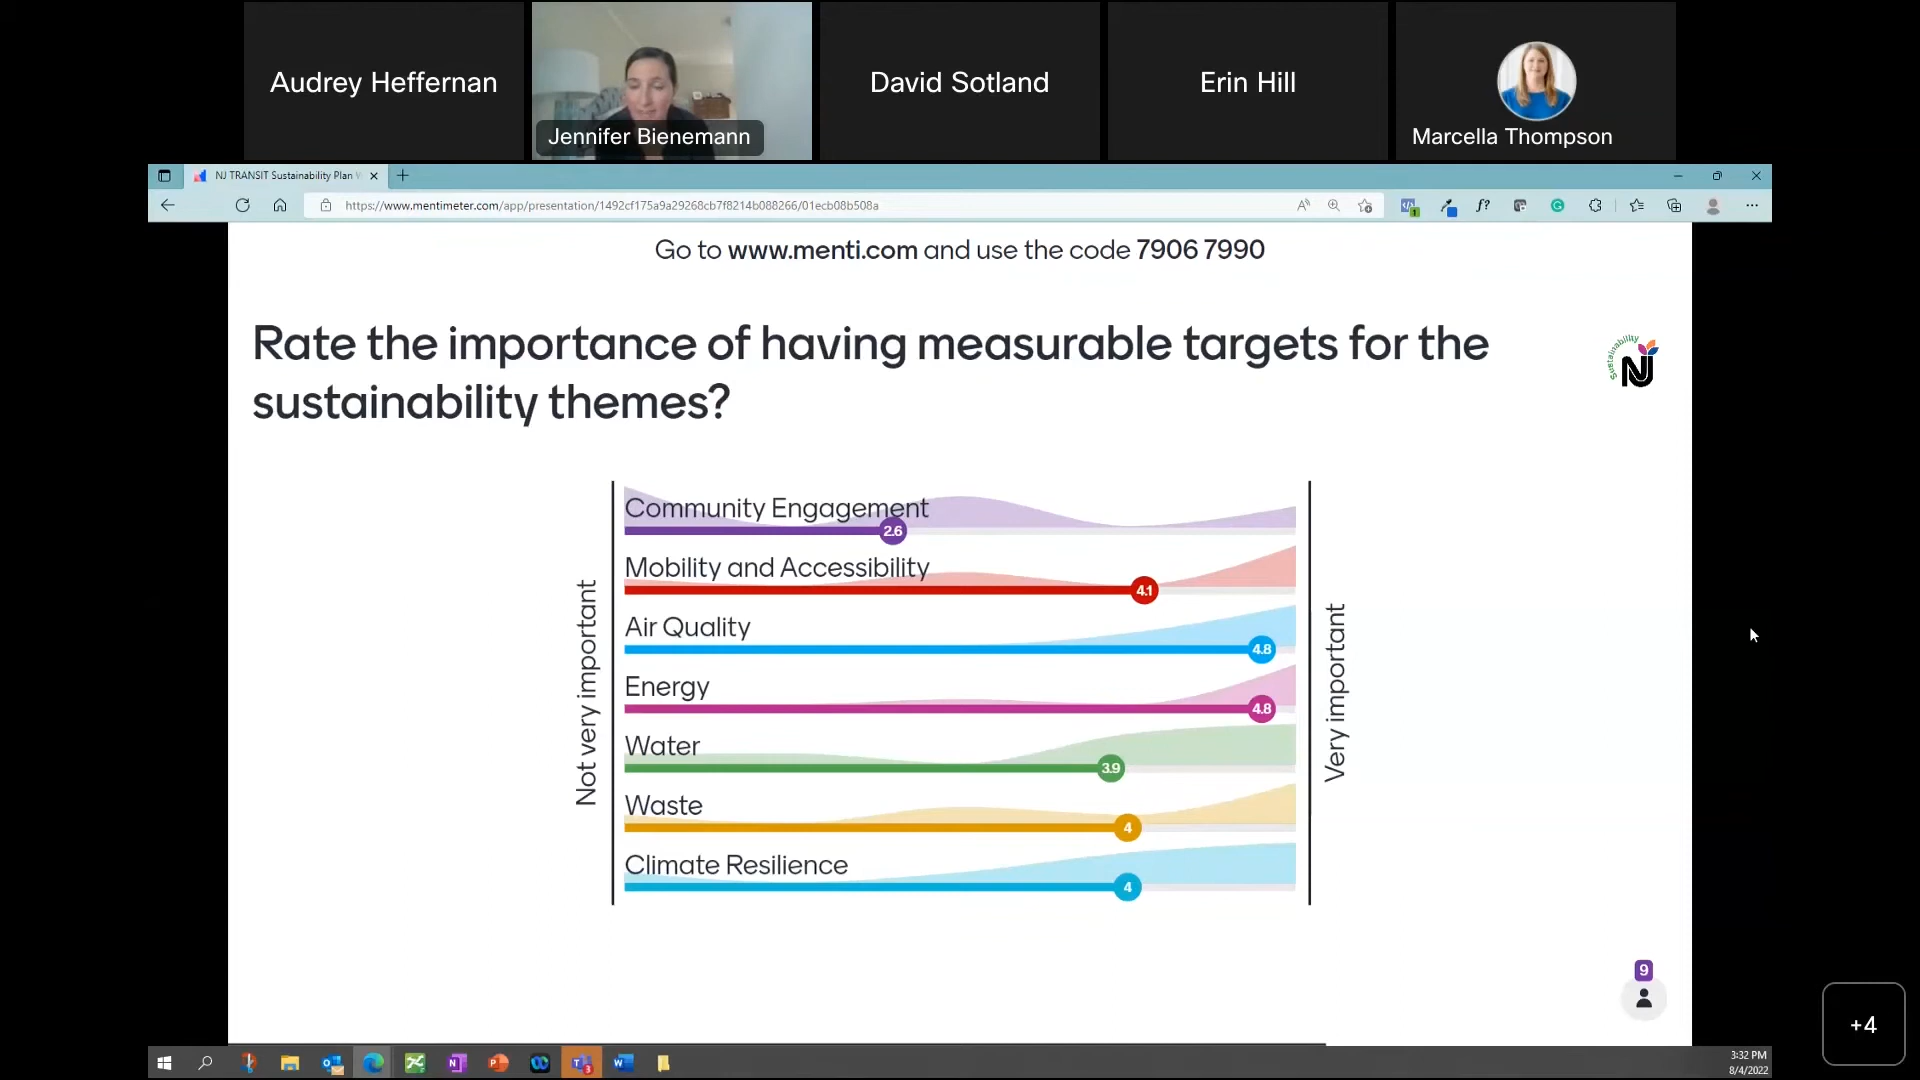 Audrey Heffernan
Jennifer Bienemann
David Sotland
Erin Hill
Marcella Thompson
NJ TRANSIT Sustainability Plan
https://www.mentimeter.com/app/presentation/1492cf175a9a29268cb7f8214b088266/01ecb08b508a
Go to www.menti.com and use the code 7906 7990
Rate the importance of having measurable targets for the
sustainability themes?
Sustainability
NJ
Not very important
Very important
Community Engagement
2.6
Mobility and Accessibility
4.1
Air Quality
4.8
Energy
4.8
Water
3.9
Waste
4
Climate Resilience
4
9
+4
3:32 PM
8/4/2022